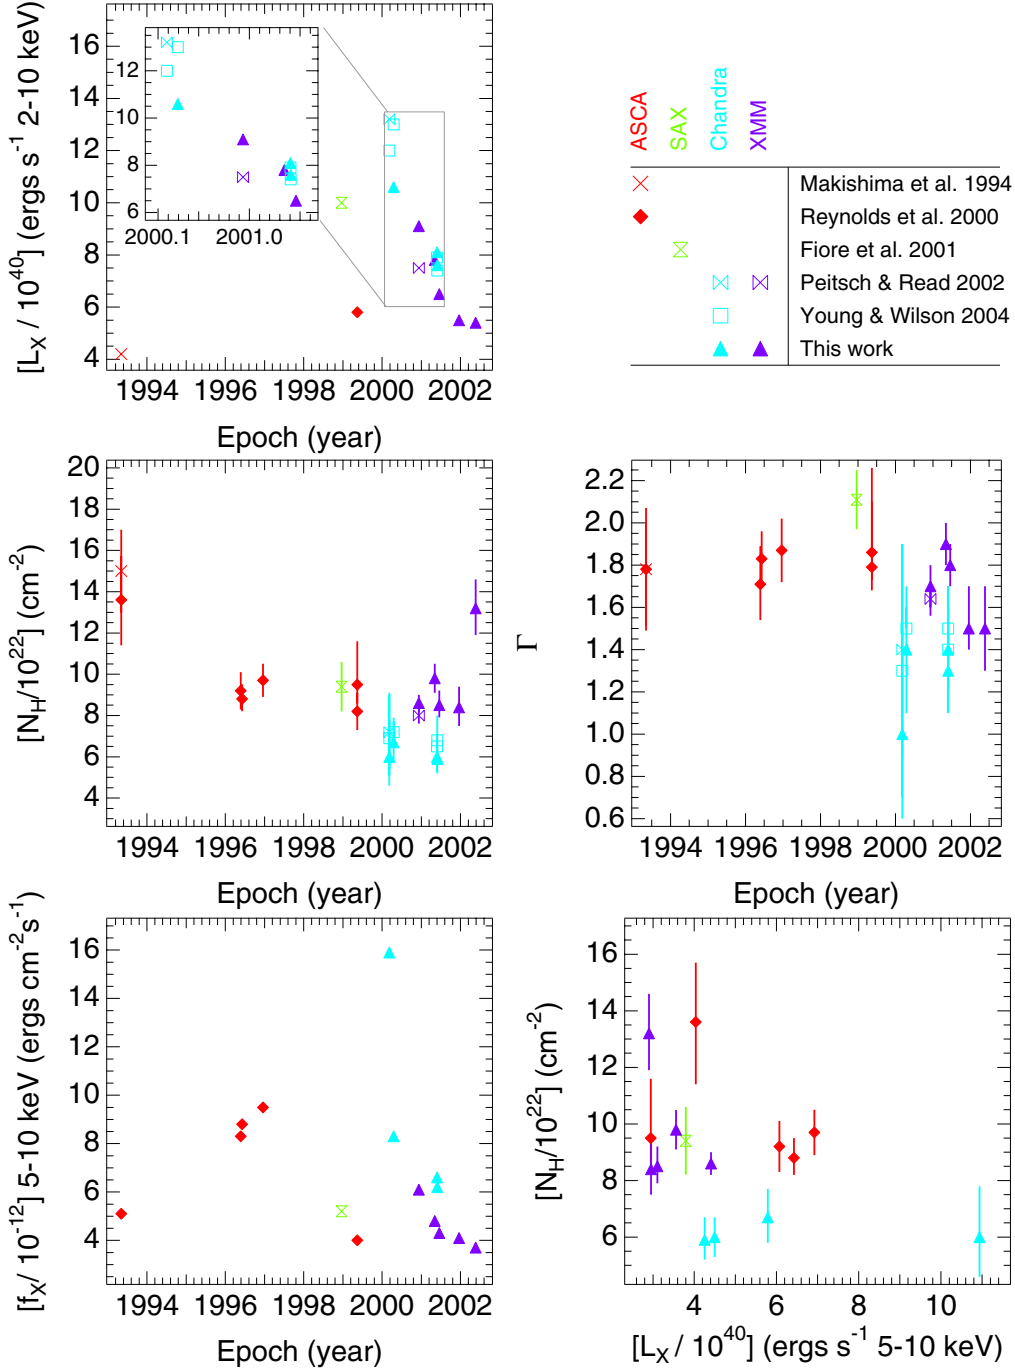 [L_X / 10^40] (ergs s^-1 2-10 keV)
16
14
12
10
8
6
4
12
10
8
6
2000.1
2001.0
1994 1996 1998 2000 2002
Epoch (year)
ASCA
SAX
Chandra
XMM
Makishima et al. 1994
Reynolds et al. 2000
Fiore et al. 2001
Peitsch & Read 2002
Young & Wilson 2004
This work
[N_H/10^22] (cm^-2)
20
18
16
14
12
10
8
6
4
1994 1996 1998 2000 2002
Epoch (year)
Γ
2.2
2.0
1.8
1.6
1.4
1.2
1.0
0.8
0.6
1994 1996 1998 2000 2002
Epoch (year)
[f_X/ 10^-12] 5-10 keV (ergs cm^-2s^-1)
16
14
12
10
8
6
4
1994 1996 1998 2000 2002
Epoch (year)
[N_H/10^22] (cm^-2)
16
14
12
10
8
6
4 6 8 10
[L_X / 10^40] (ergs s^-1 5-10 keV)